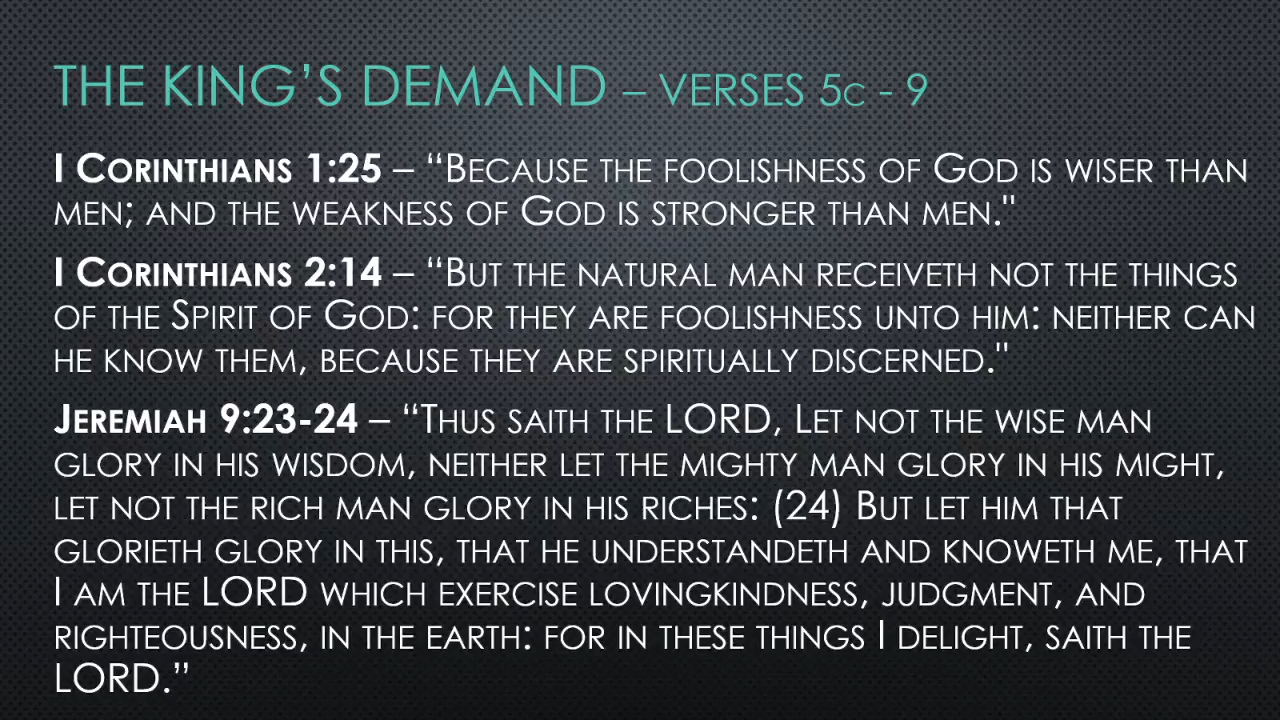 THE KING’S DEMAND – VERSES 5C - 9
I CORINTHIANS 1:25 – “BECAUSE THE FOOLISHNESS OF GOD IS WISER THAN
MEN; AND THE WEAKNESS OF GOD IS STRONGER THAN MEN."
I CORINTHIANS 2:14 – “BUT THE NATURAL MAN RECEIVETH NOT THE THINGS
OF THE SPIRIT OF GOD: FOR THEY ARE FOOLISHNESS UNTO HIM: NEITHER CAN
HE KNOW THEM, BECAUSE THEY ARE SPIRITUALLY DISCERNED."
JEREMIAH 9:23-24 – “THUS SAITH THE LORD, LET NOT THE WISE MAN
GLORY IN HIS WISDOM, NEITHER LET THE MIGHTY MAN GLORY IN HIS MIGHT,
LET NOT THE RICH MAN GLORY IN HIS RICHES: (24) BUT LET HIM THAT
GLORIETH GLORY IN THIS, THAT HE UNDERSTANDETH AND KNOWETH ME, THAT
I AM THE LORD WHICH EXERCISE LOVINGKINDNESS, JUDGMENT, AND
RIGHTEOUSNESS, IN THE EARTH: FOR IN THESE THINGS I DELIGHT, SAITH THE
LORD.”